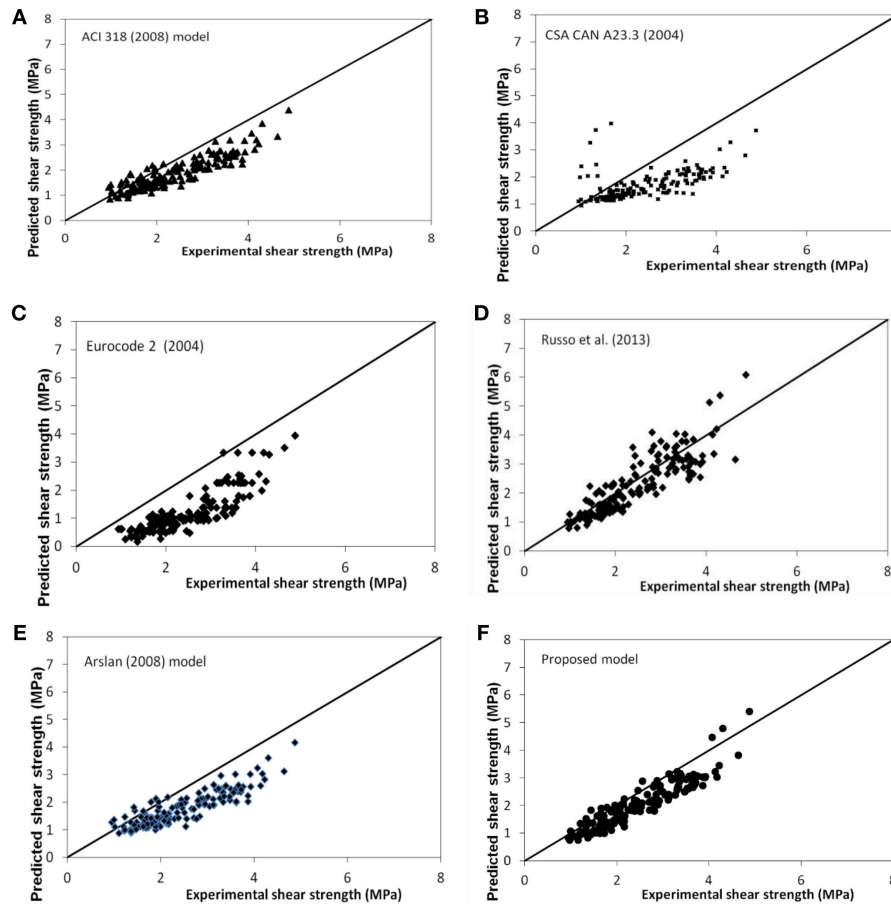 A
ACI 318 (2008) model
Predicted shear strength (MPa)
8
7
6
5
4
3
2
1
0
0 2 4 6 8
Experimental shear strength (MPa)
B
CSA CAN A23.3 (2004)
Predicted shear strength (MPa)
8
7
6
5
4
3
2
1
0
0 2 4 6
Experimental shear strength (MPa)
C
Eurocode 2 (2004)
Predicted shear strength (MPa)
8
7
6
5
4
3
2
1
0
0 2 4 6 8
Experimental shear strength (MPa)
D
Russo et al. (2013)
Predicted shear strength (MPa)
8
7
6
5
4
3
2
1
0
0 2 4 6 8
Experimental shear strength (MPa)
E
Arslan (2008) model
Predicted shear strength (MPa)
8
7
6
5
4
3
2
1
0
0 2 4 6 8
Experimental shear strength (MPa)
F
Proposed model
Predicted shear strength (MPa)
8
7
6
5
4
3
2
1
0
0 2 4 6 8
Experimental shear strength (MPa)